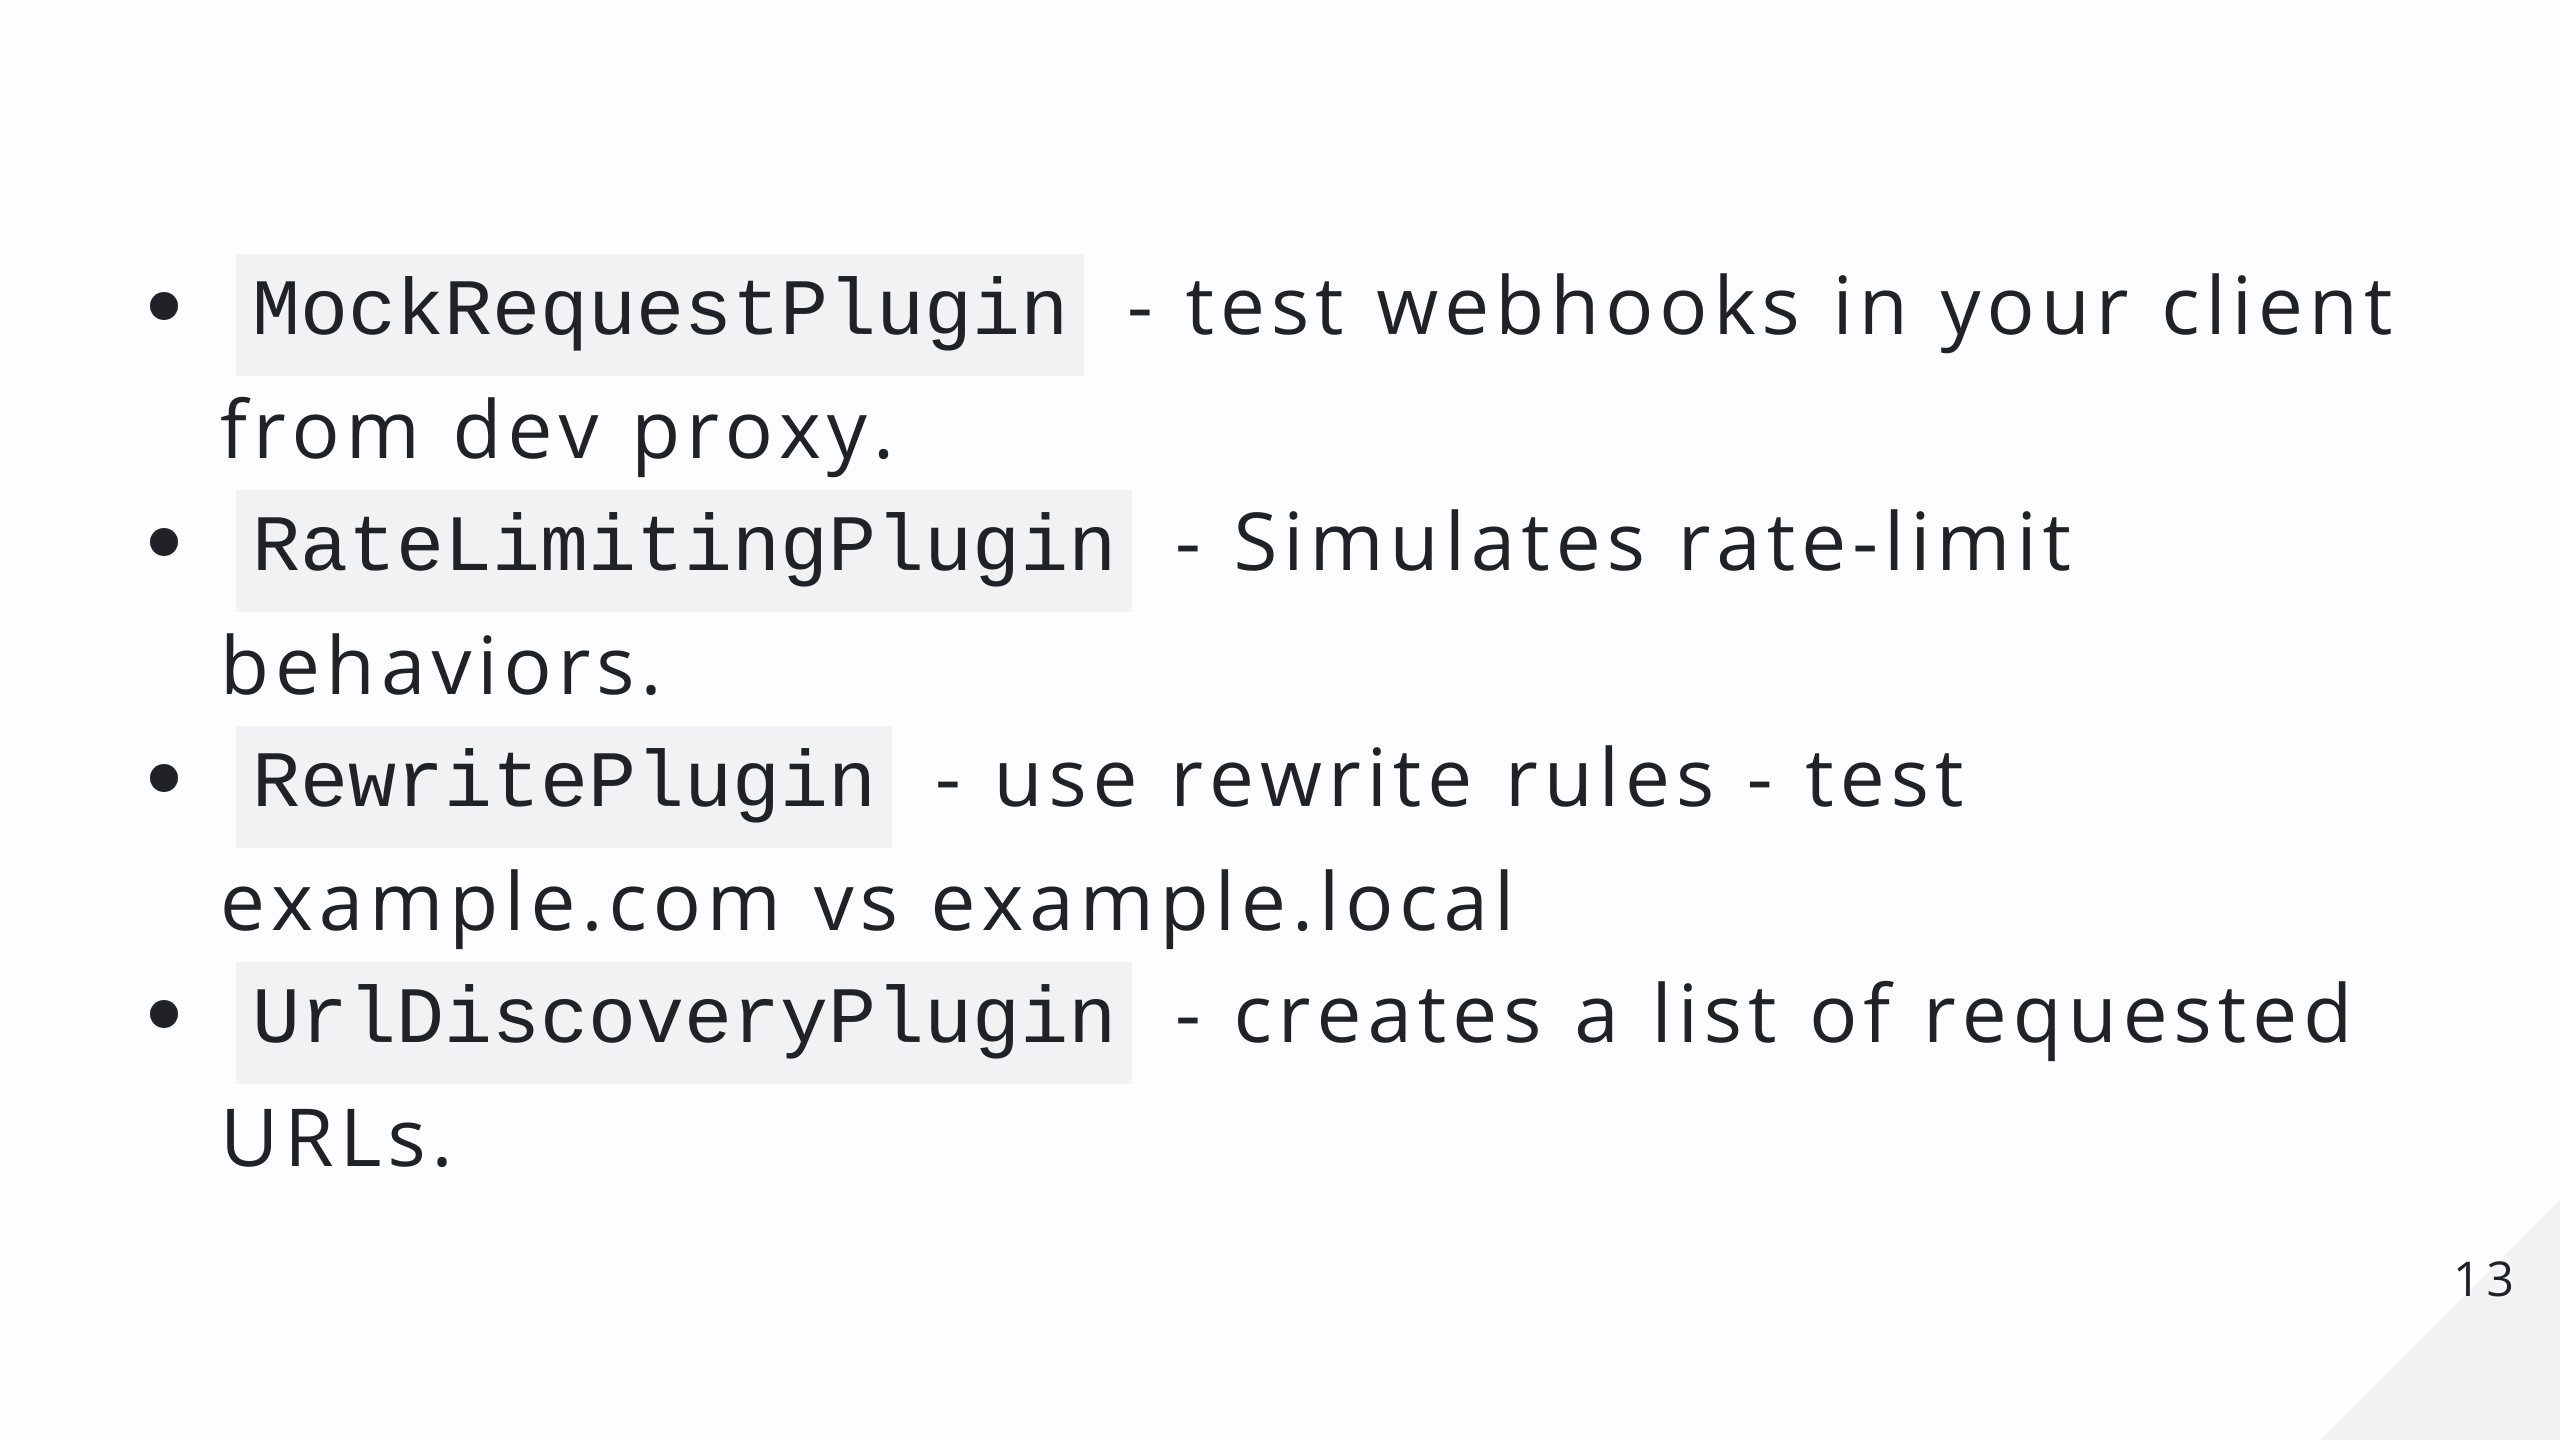 MockRequestPlugin - test webhooks in your client
from dev proxy.
RateLimitingPlugin - Simulates rate-limit
behaviors.
RewritePlugin - use rewrite rules - test
example.com vs example.local
UrlDiscoveryPlugin - creates a list of requested
URLs.
13